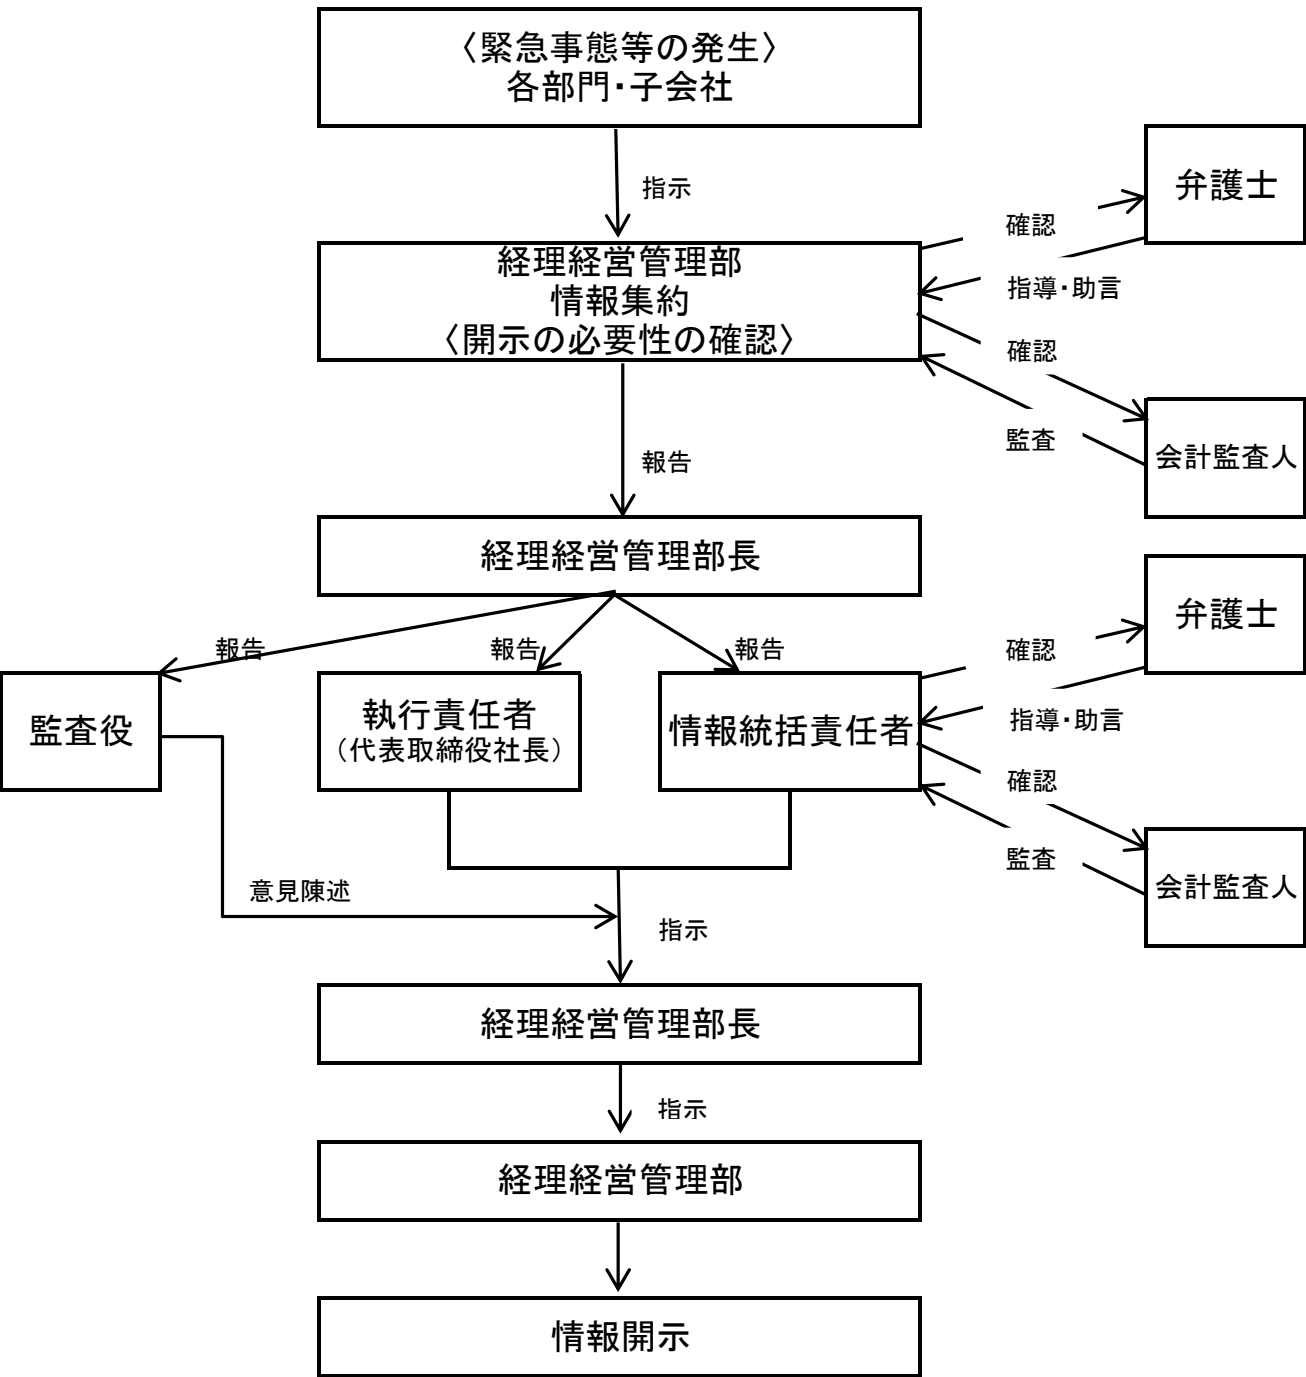 〈緊急事態等の発生〉
各部門・子会社
指示
弁護士
確認
経理経営管理部
情報集約
〈開示の必要性の確認〉
指導・助言
確認
監査
会計監査人
報告
経理経営管理部長
報告
報告
報告
弁護士
確認
監査役
執行責任者
（代表取締役社長）
情報統括責任者
指導・助言
確認
監査
会計監査人
意見陳述
指示
経理経営管理部長
指示
経理経営管理部
情報開示